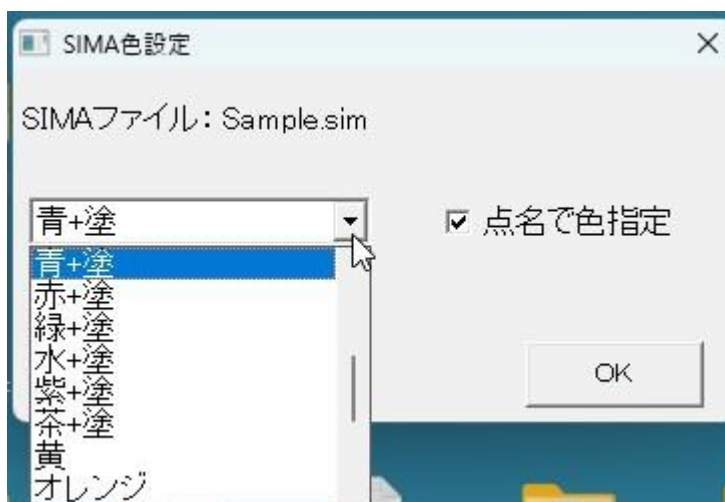 SIMA色設定
SIMAファイル：Sample.sim
青+塗
点名で色指定
青+塗
赤+塗
緑+塗
水+塗
紫+塗
茶+塗
黄
オレンジ
OK